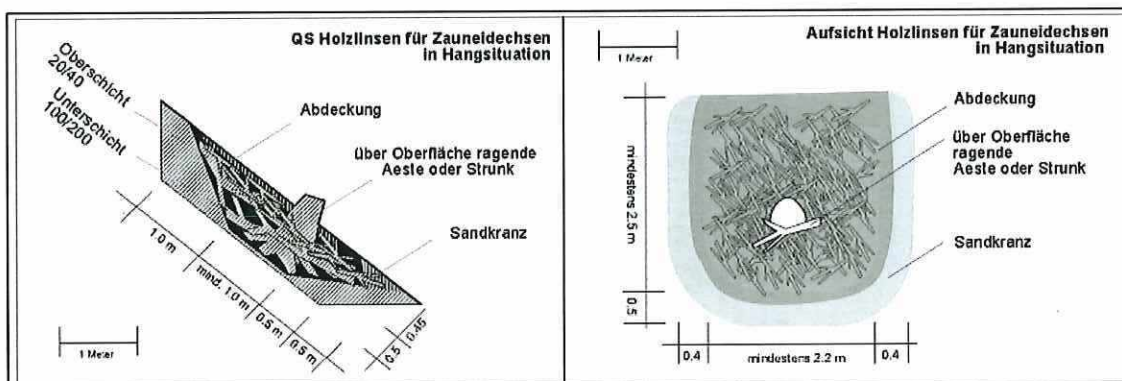 QS Holzlinsen für Zauneidechsen
in Hangsituation
Oberschicht
20/40
Unterschicht
100/200
Abdeckung
über Oberfläche ragende
Aeste oder Strunk
Sandkranz
1.0 m
mind. 1.0 m
0.5 m
0.5 m
0.5
0.45
1 Meter
Aufsicht Holzlinsen für Zauneidechsen
in Hangsituation
1 Meter
Abdeckung
über Oberfläche
ragende
Aeste oder Strunk
Sandkranz
mindestens 2.5 m
0.5
0,4
mindestens 2.2 m
0,4